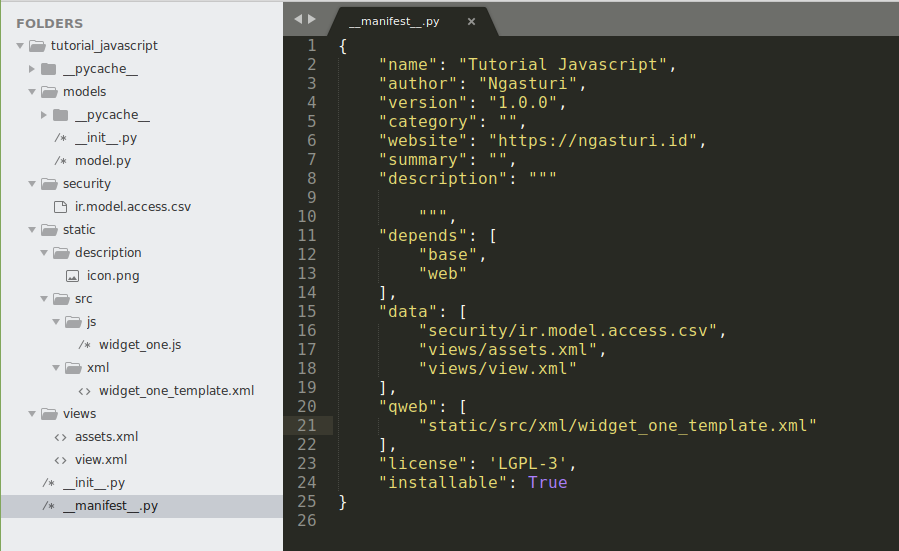 FOLDERS
tutorial_javascript
__pycache__
models
__pycache__
__init__.py
model.py
security
ir.model.access.csv
static
description
icon.png
src
js
/* widget_one.js
xml
<> widget_one_template.xml
views
<> assets.xml
<> view.xml
/* __init__.py
/* __manifest__.py
__manifest__.py ×
1 {
2     "name": "Tutorial Javascript",
3     "author": "Ngasturi",
4     "version": "1.0.0",
5     "category": "",
6     "website": "https://ngasturi.id",
7     "summary": "",
8     "description": """
9
10         """,
11     "depends": [
12         "base",
13         "web"
14     ],
15     "data": [
16         "security/ir.model.access.csv",
17         "views/assets.xml",
18         "views/view.xml"
19     ],
20     "qweb": [
21         "static/src/xml/widget_one_template.xml"
22     ],
23     "license": 'LGPL-3',
24     "installable": True
25 }
26